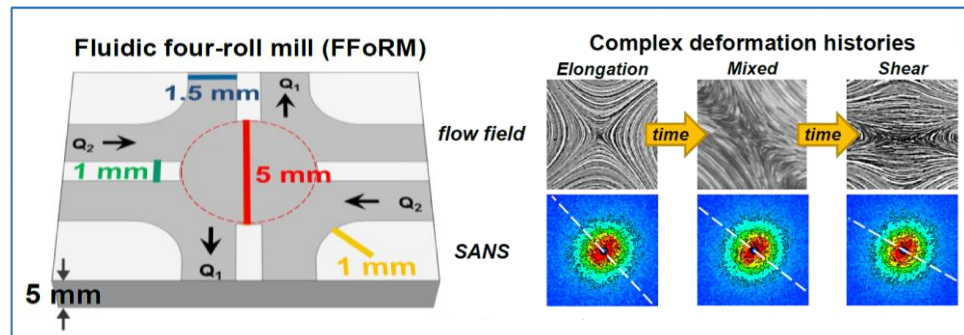 Fluidic four-roll mill (FFoRM)
1.5 mm
Q1
Q2
1 mm
5 mm
Q2
Q1
1 mm
5 mm
Complex deformation histories
Elongation
Mixed
Shear
flow field
time
time
SANS